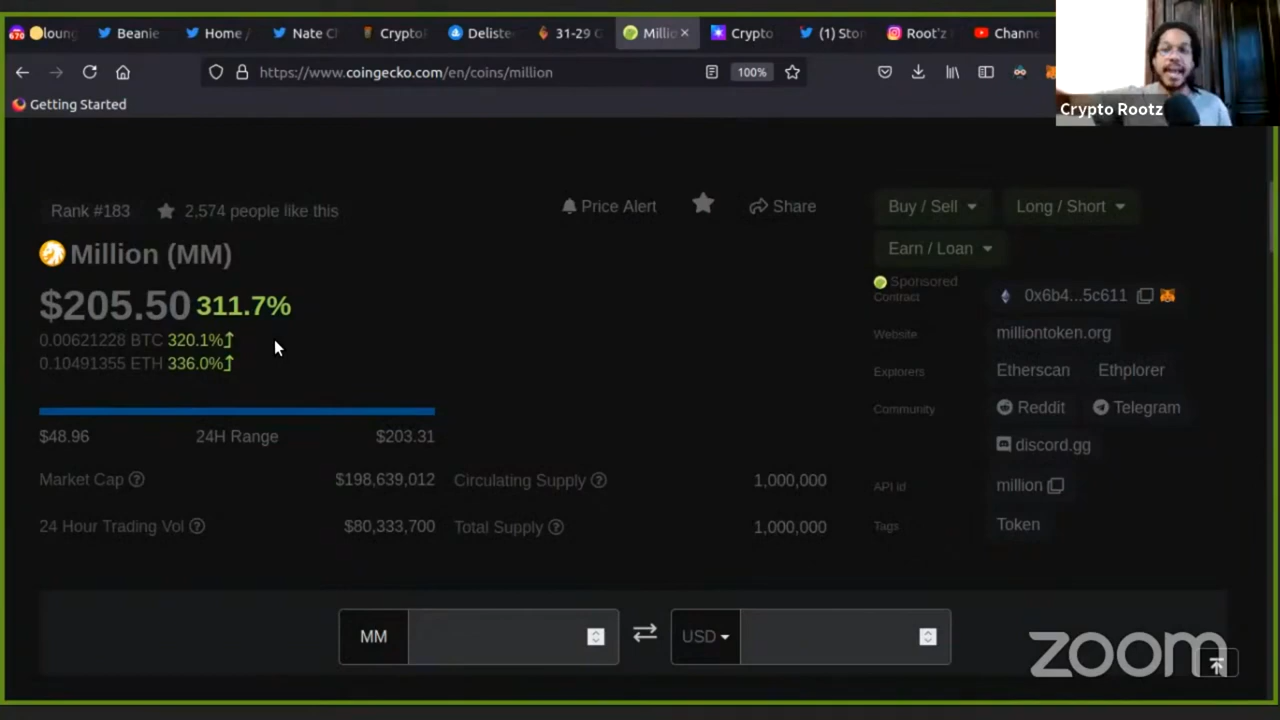 loung
Beanie
Home /
Nate C
Crypto
Deliste
31-29
Millio
Crypto
(1) Sto
Root'z
Channe
https://www.coingecko.com/en/coins/million
100%
Getting Started
Crypto Rootz
Rank #183
2,574 people like this
Price Alert
Share
Buy / Sell
Long / Short
Earn / Loan
Million (MM)
Sponsored
$205.50 311.7%
0.00621228 BTC 320.1%
0.10491355 ETH 336.0%
Contract
0x6b4...5c611
Website
milliontoken.org
Explorers
Etherscan
Ethplorer
Community
Reddit
Telegram
discord.gg
API id
million
Tags
Token
$48.96
24H Range
$203.31
Market Cap
$198,639,012
Circulating Supply
1,000,000
24 Hour Trading Vol
$80,333,700
Total Supply
1,000,000
MM
USD
zoom